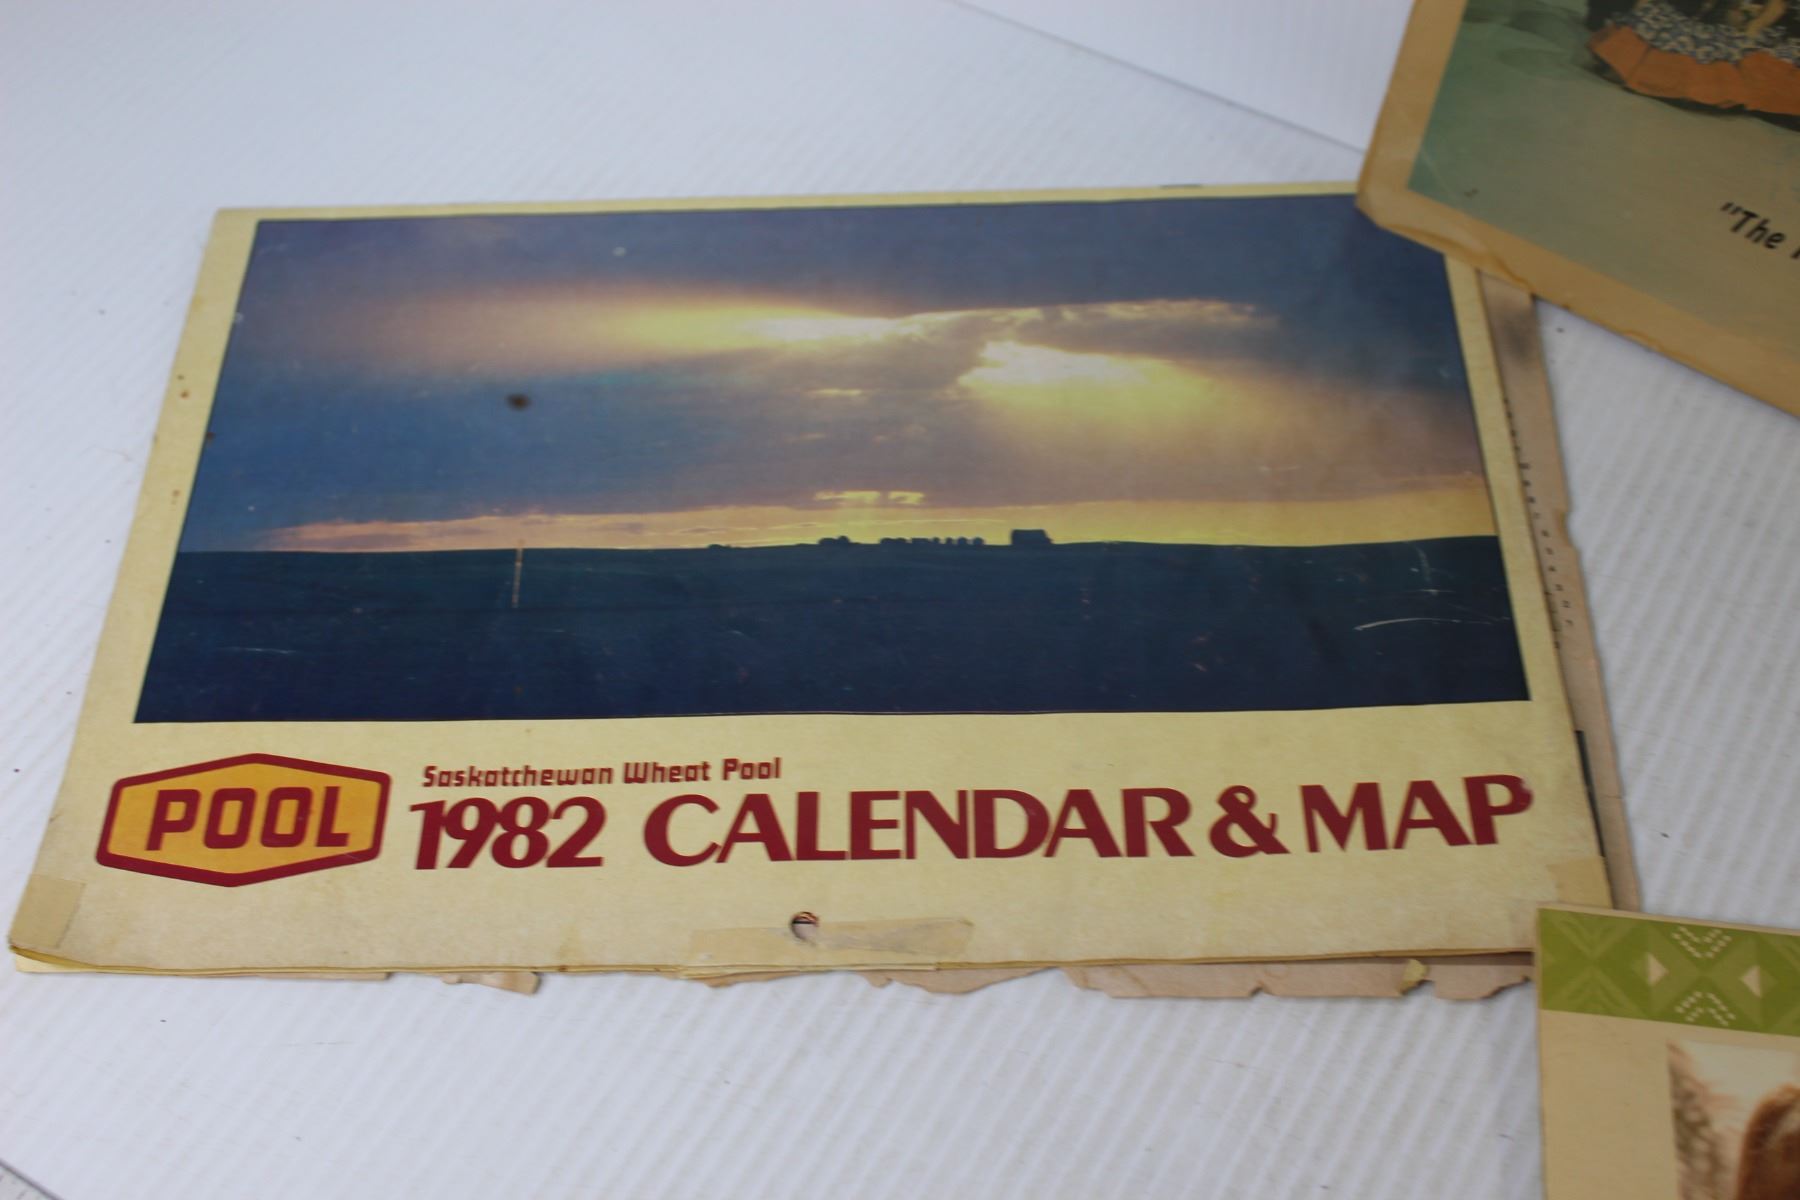 "The
POOL
Saskatchewan Wheat Pool
1982 CALENDAR & MAP